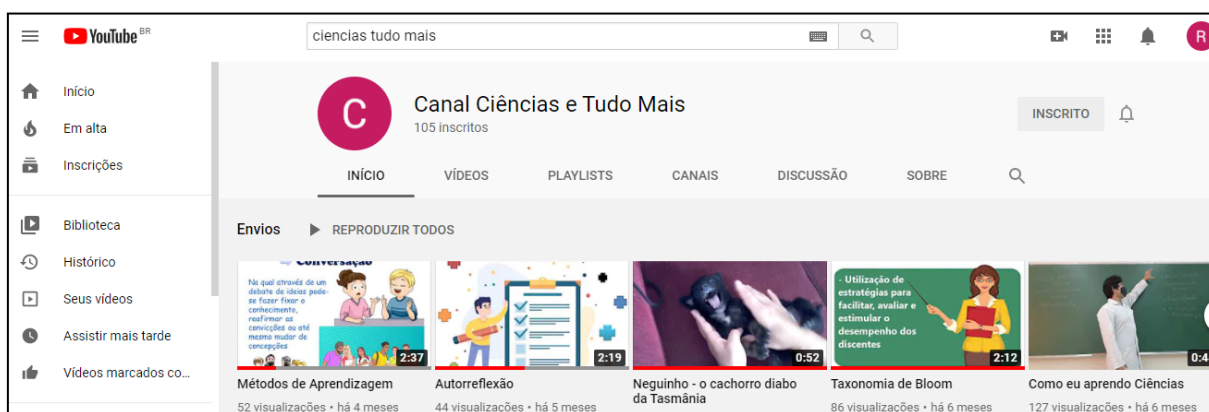 YouTube BR
ciencias tudo mais
R
Início
Em alta
Inscrições
Biblioteca
Histórico
Seus vídeos
Assistir mais tarde
Vídeos marcados co...
C
Canal Ciências e Tudo Mais
105 inscritos
INSCRITO
INÍCIO VÍDEOS PLAYLISTS CANAIS DISCUSSÃO SOBRE
Envios REPRODUZIR TODOS
Conversação
Na qual através de um
debate de ideias pode-
se fazer fixar o
conhecimento,
reafirmar as
convicções ou até
mesmo mudar de
concepções
2:37
Métodos de Aprendizagem
52 visualizações • há 4 meses
2:19
Autorreflexão
44 visualizações • há 5 meses
0:52
Neguinho - o cachorro diabo
da Tasmânia
- Utilização de
estratégias para
facilitar, avaliar e
estimular o
desempenho dos
discentes
2:12
Taxonomia de Bloom
86 visualizações • há 6 meses
0:4
Como eu aprendo Ciências
127 visualizações • há 6 meses